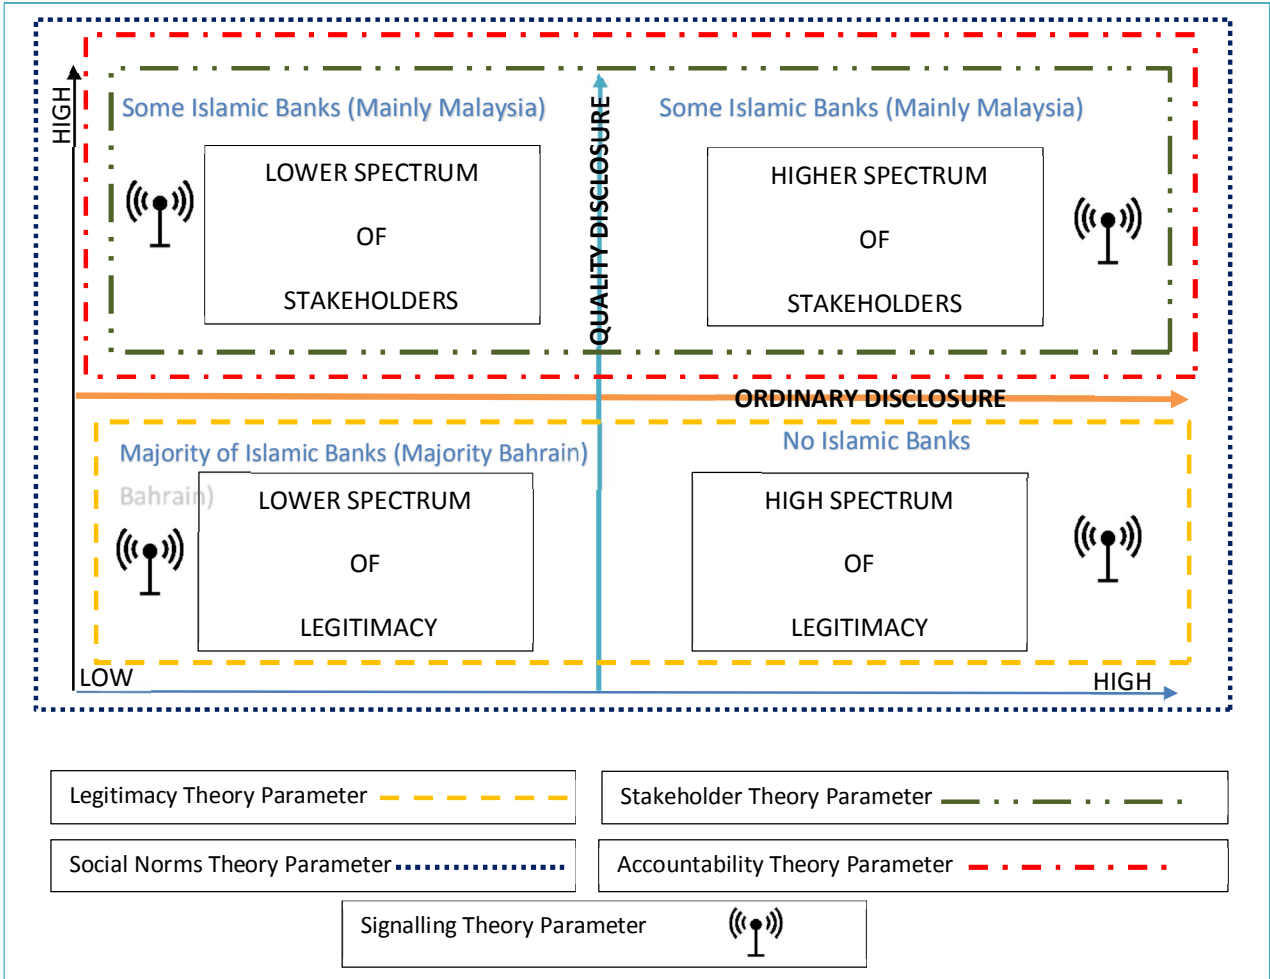 HIGH
Some Islamic Banks (Mainly Malaysia)
LOWER SPECTRUM
OF
STAKEHOLDERS
QUALITY DISCLOSURE
Some Islamic Banks (Mainly Malaysia)
HIGHER SPECTRUM
OF
STAKEHOLDERS
ORDINARY DISCLOSURE
Majority of Islamic Banks (Majority Bahrain)
Bahrain)
LOWER SPECTRUM
OF
LEGITIMACY
No Islamic Banks
HIGH SPECTRUM
OF
LEGITIMACY
LOW
HIGH
Legitimacy Theory Parameter
Stakeholder Theory Parameter
Social Norms Theory Parameter
Accountability Theory Parameter
Signalling Theory Parameter